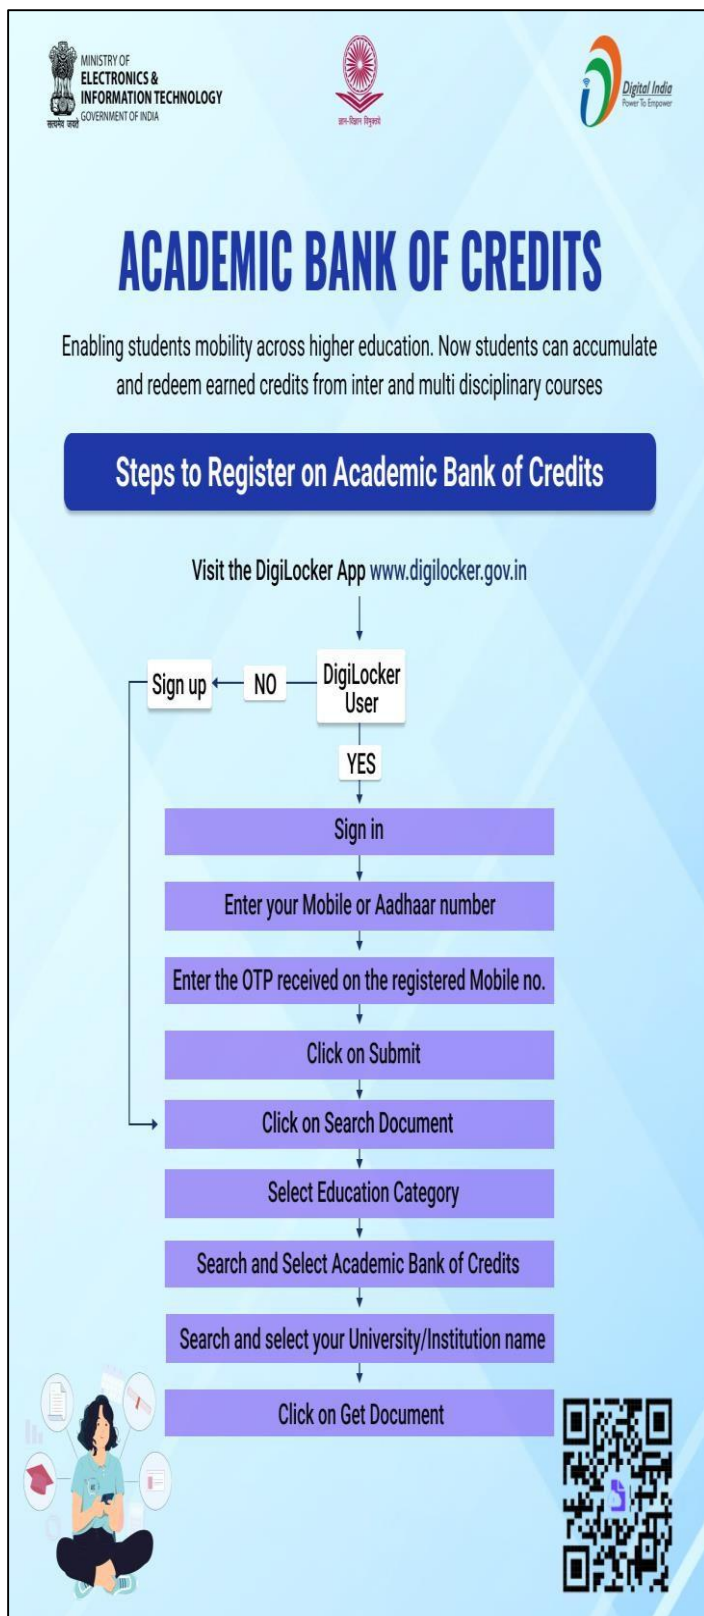 MINISTRY OF
ELECTRONICS &
INFORMATION TECHNOLOGY
GOVERNMENT OF INDIA
सत्यमेव जयते
ज्ञान-विज्ञान विमुक्तये
Digital India
Power To Empower
ACADEMIC BANK OF CREDITS
Enabling students mobility across higher education. Now students can accumulate
and redeem earned credits from inter and multi disciplinary courses
Steps to Register on Academic Bank of Credits
Visit the DigiLocker App www.digilocker.gov.in
Sign up
NO
DigiLocker
User
YES
Sign in
Enter your Mobile or Aadhaar number
Enter the OTP received on the registered Mobile no.
Click on Submit
Click on Search Document
Select Education Category
Search and Select Academic Bank of Credits
Search and select your University/Institution name
Click on Get Document